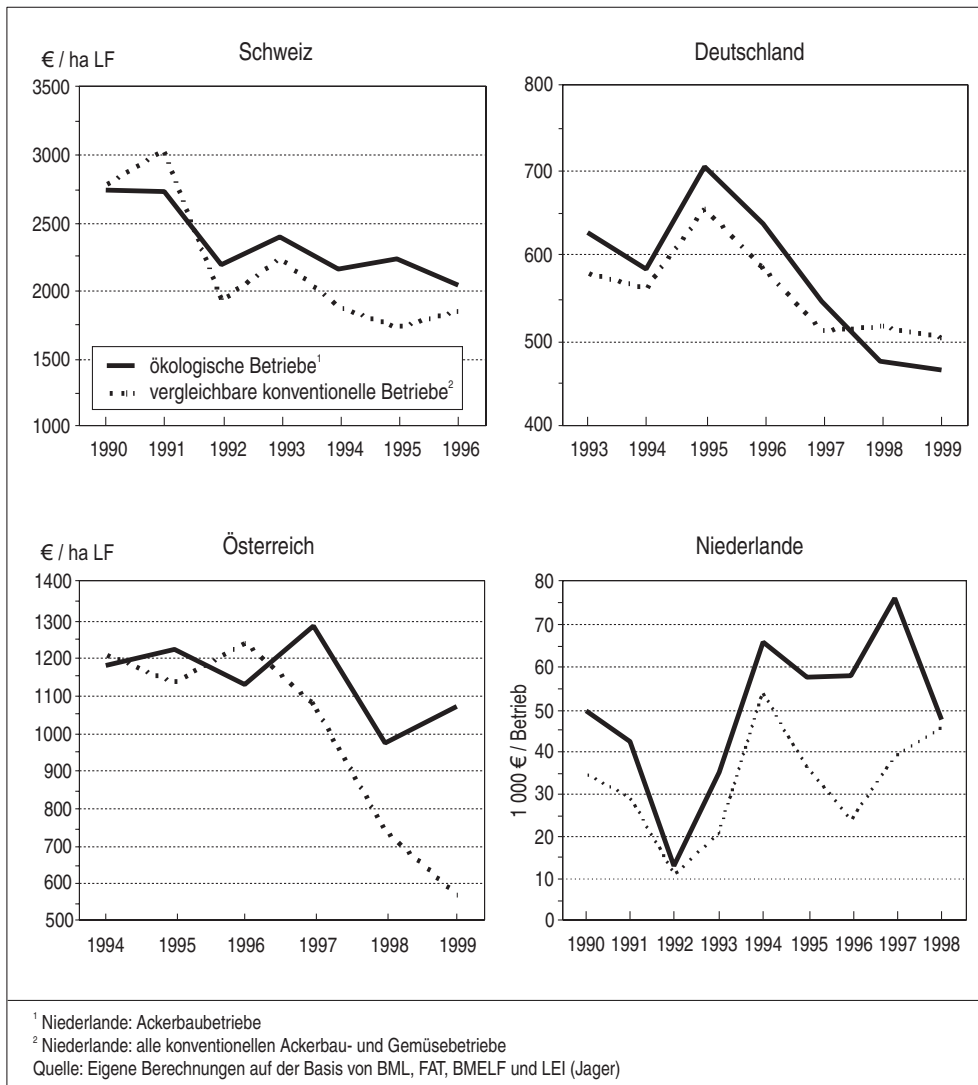 Schweiz
€ / ha LF
3500
3000
2500
2000
1500
1000
ökologische Betriebe¹
vergleichbare konventionelle Betriebe²
1990 1991 1992 1993 1994 1995 1996
Deutschland
800
700
600
500
400
1993 1994 1995 1996 1997 1998 1999
Österreich
€ / ha LF
1400
1300
1200
1100
1000
900
800
700
600
500
1994 1995 1996 1997 1998 1999
Niederlande
1 000 € / Betrieb
80
70
60
50
40
30
20
10
0
1990 1991 1992 1993 1994 1995 1996 1997 1998
¹ Niederlande: Ackerbaubetriebe
² Niederlande: alle konventionellen Ackerbau- und Gemüsebetriebe
Quelle: Eigene Berechnungen auf der Basis von BML, FAT, BMELF und LEI (Jager)